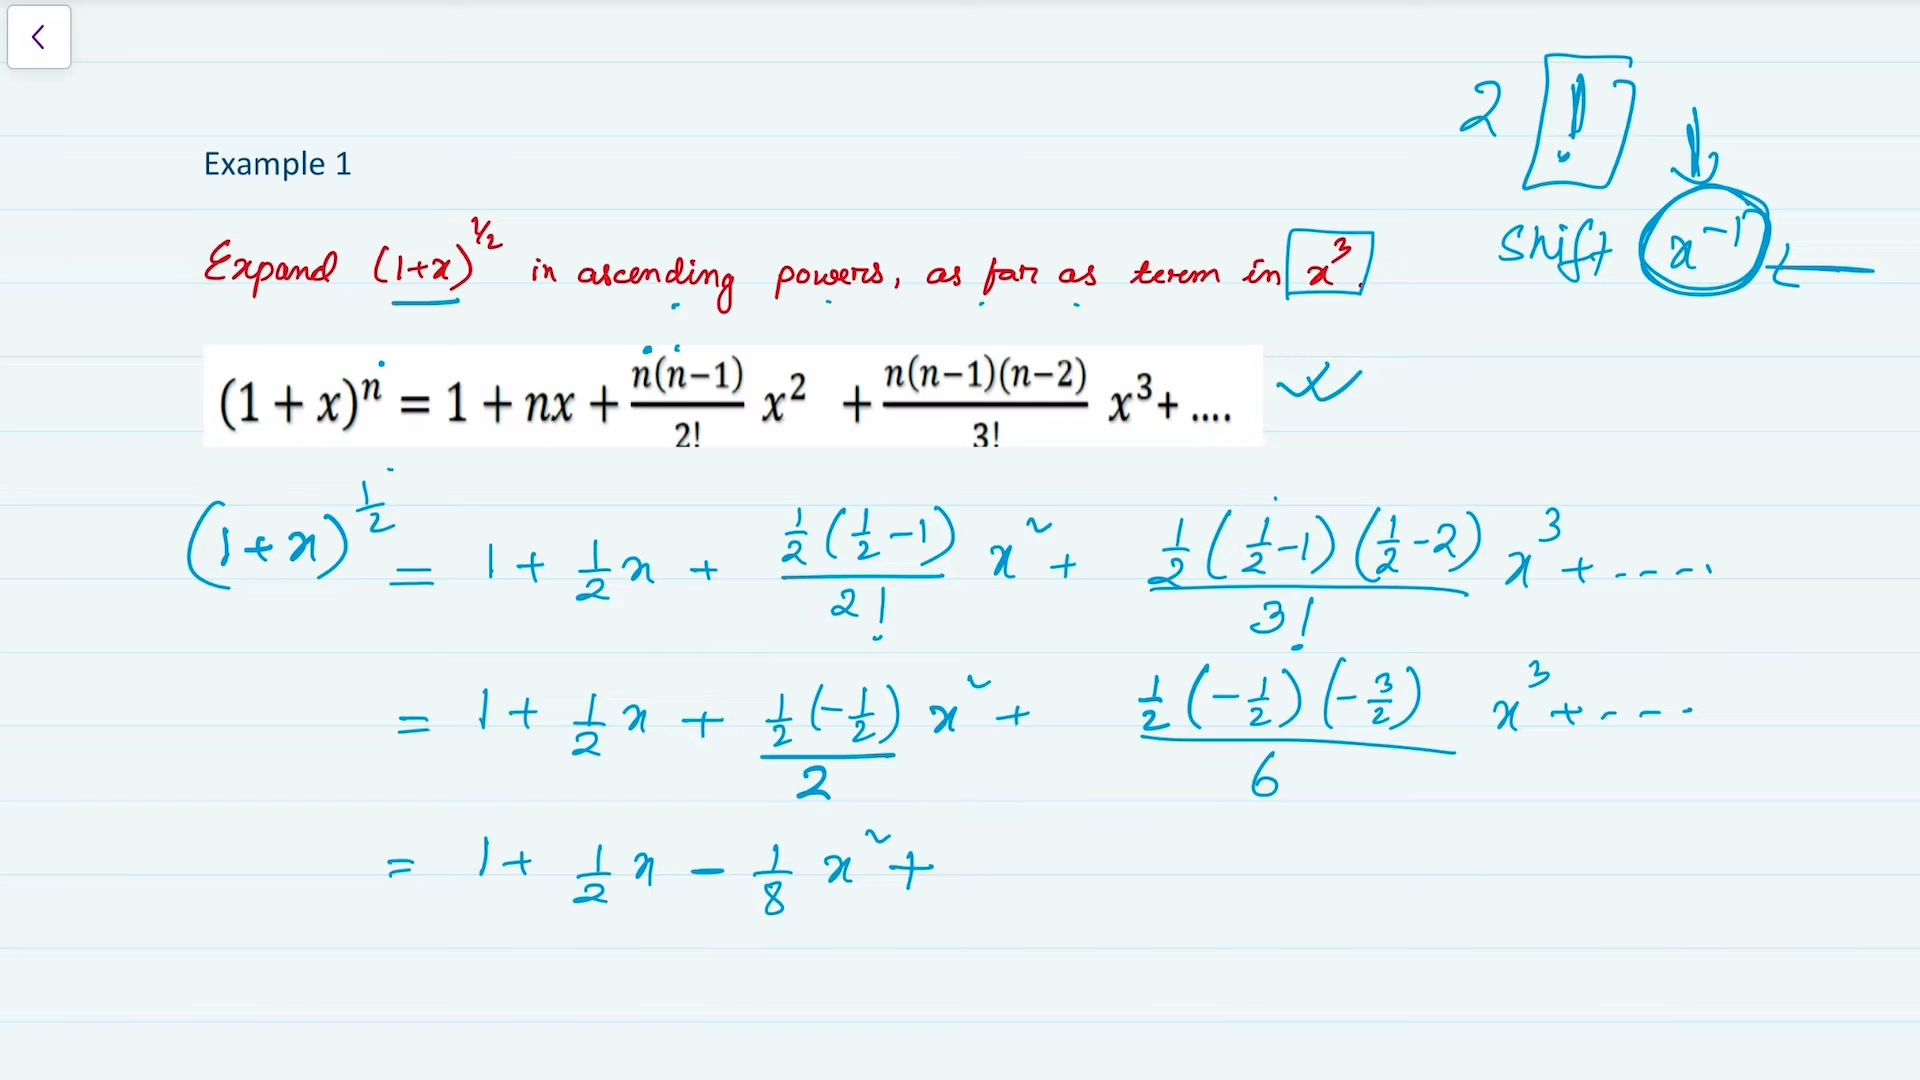 Example 1
2 !
Shift x⁻¹
Expand (1+x)^½ in ascending powers, as far as term in x³.
(1 + x)ⁿ = 1 + nx + n(n−1)/2! x² + n(n−1)(n−2)/3! x³+ ....
(1+x)^½ = 1 + ½x + ½(½−1)/2! x² + ½(½−1)(½−2)/3! x³ + ----.
= 1 + ½x + ½(−½)/2 x² + ½(−½)(−3/2)/6 x³ + ---
= 1 + ½x − ⅛x² +